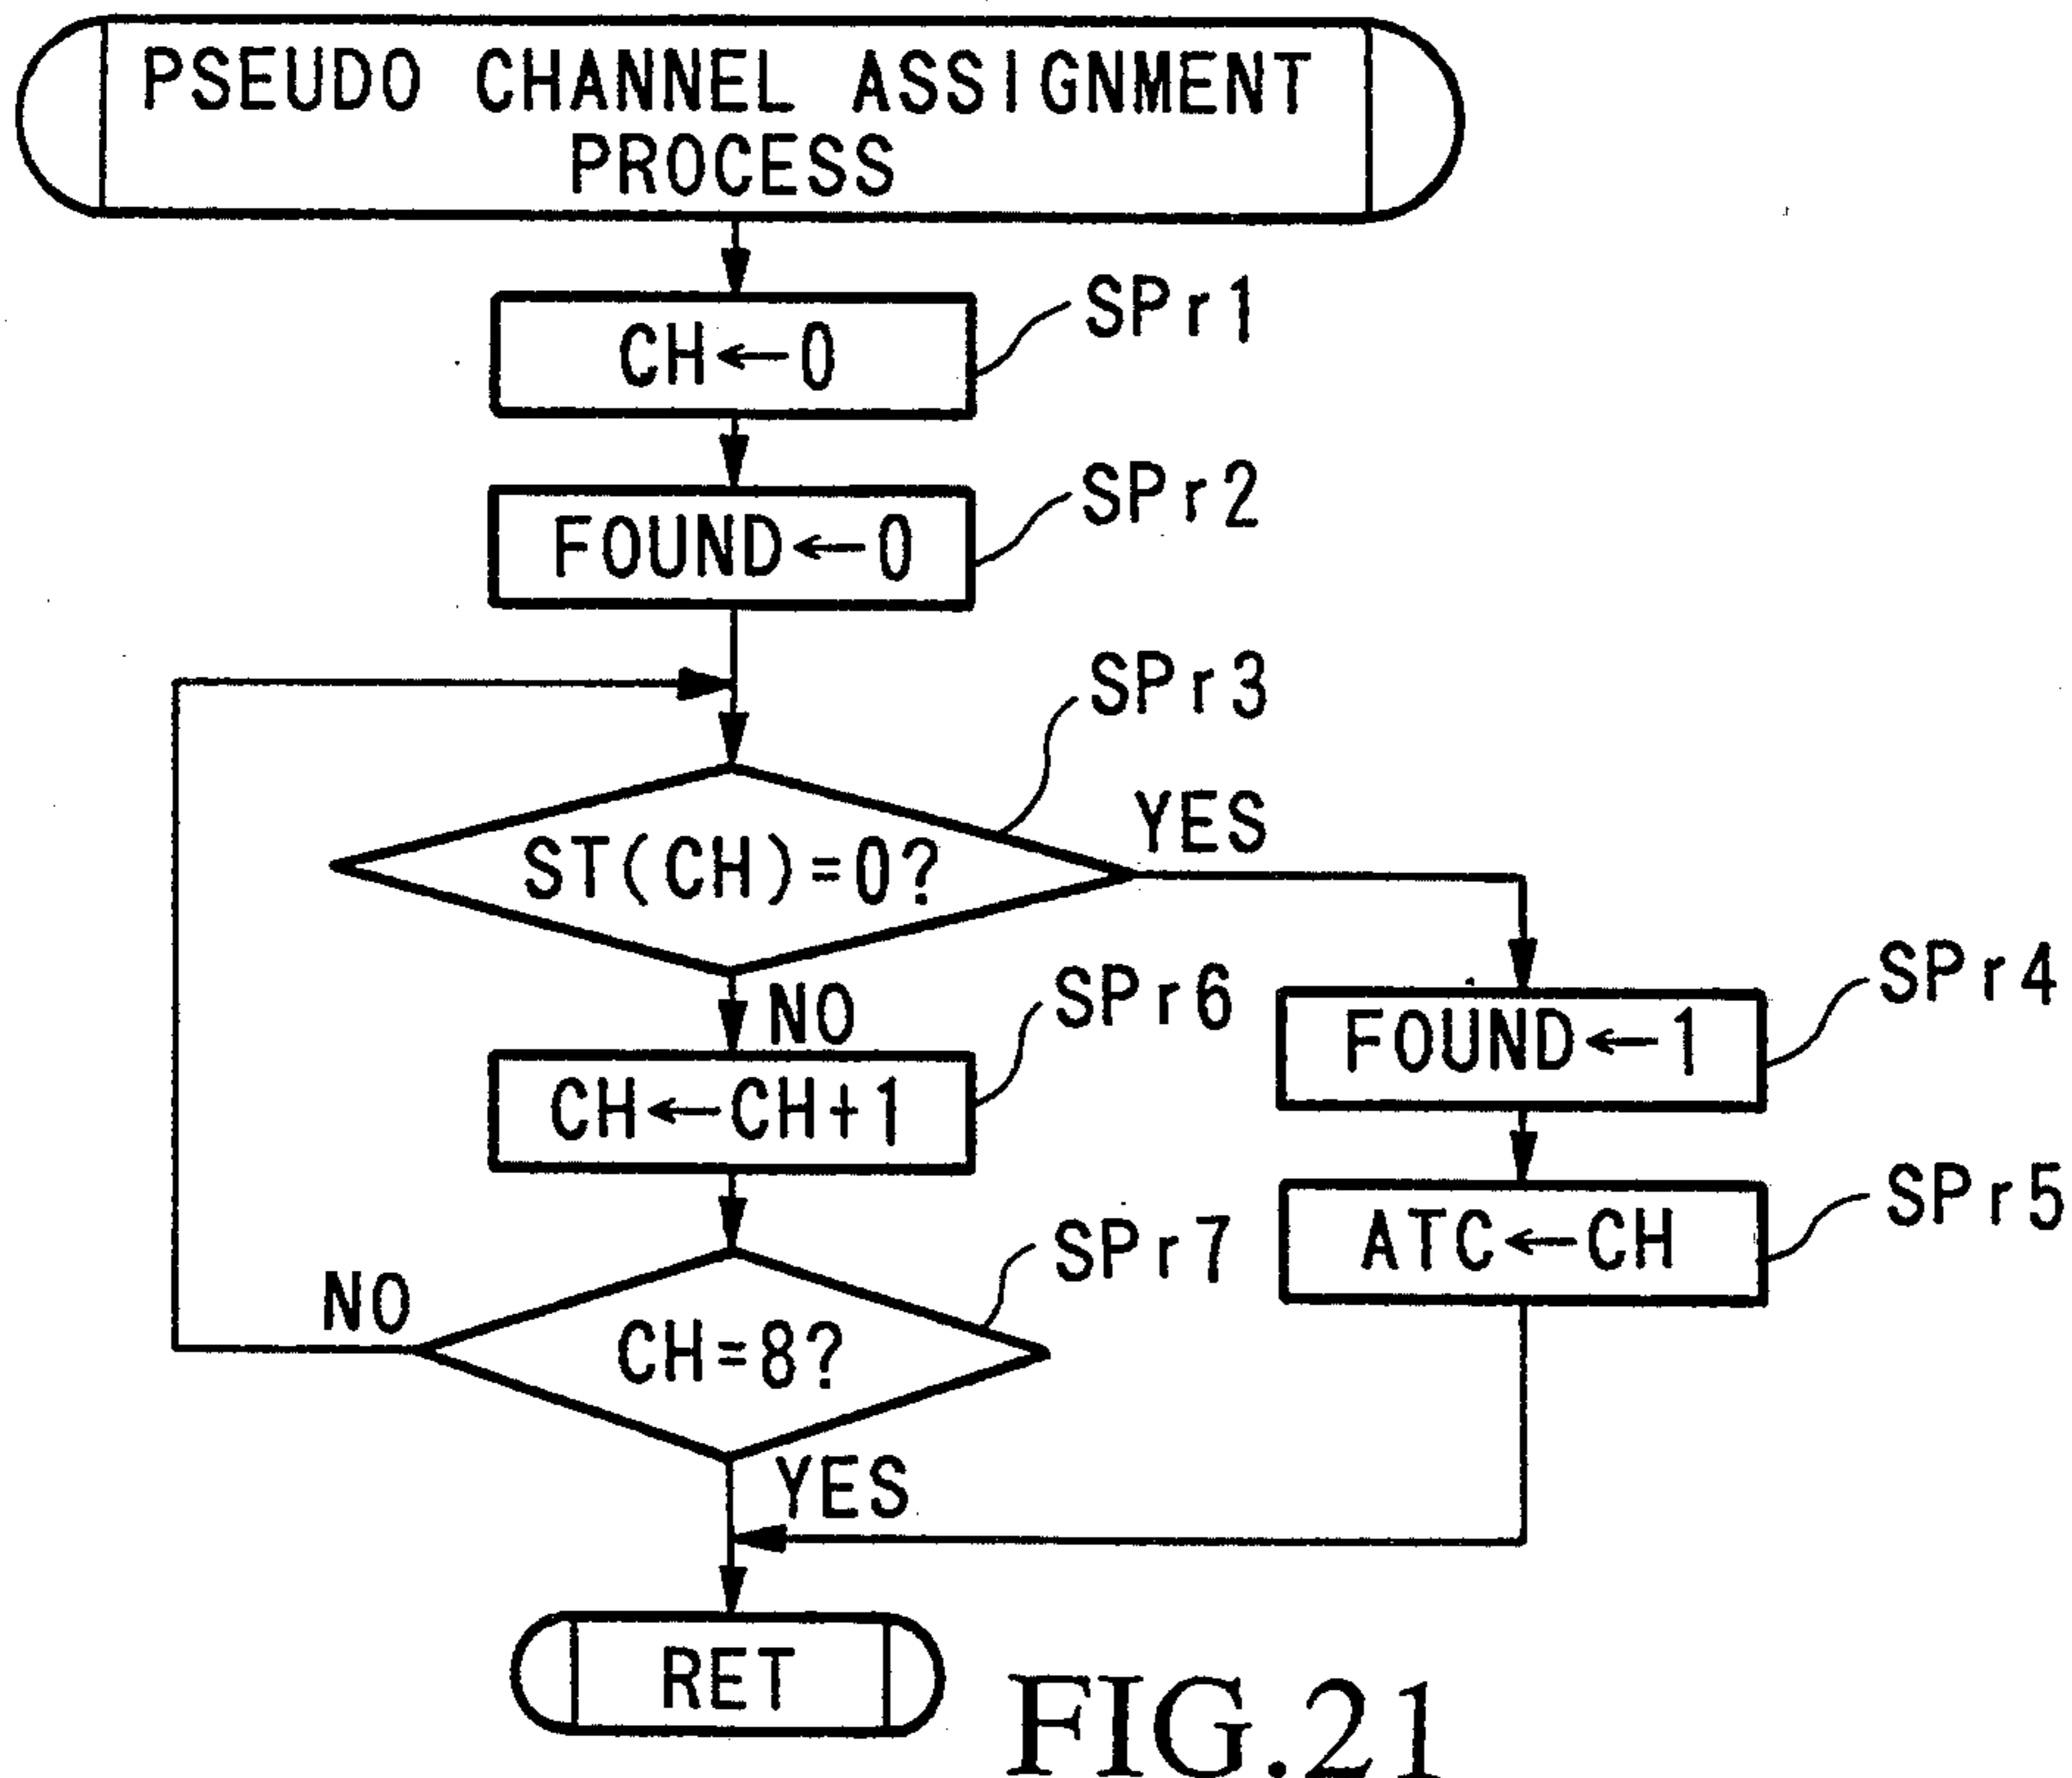 PSEUDO CHANNEL ASSIGNMENT
PROCESS
SPr1
CH←0
SPr2
FOUND←0
SPr3
YES
ST(CH)=0?
SPr4
NO
SPr6
FOUND←1
CH←CH+1
SPr5
ATC←CH
SPr7
NO
CH=8?
YES
RET
FIG.21